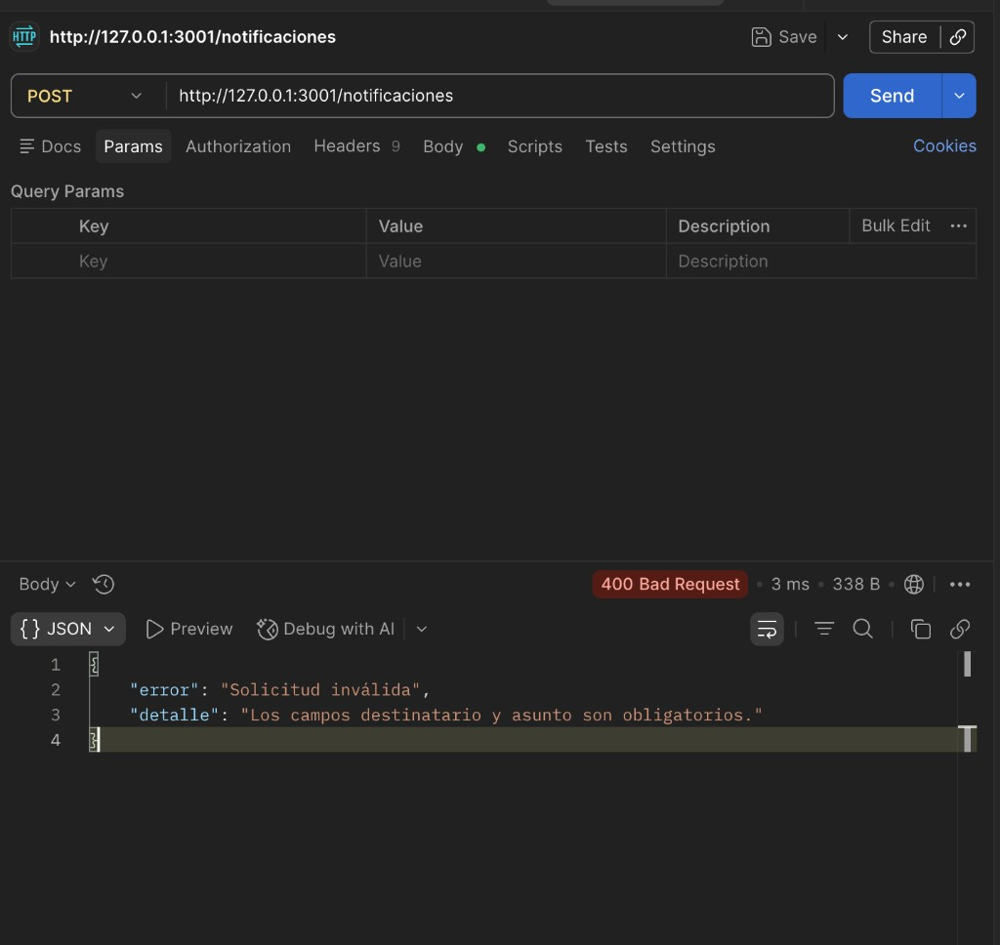 HTTP http://127.0.0.1:3001/notificaciones Save Share
POST http://127.0.0.1:3001/notificaciones Send
Docs Params Authorization Headers 9 Body Scripts Tests Settings Cookies
Query Params
Key Value Description Bulk Edit
Key Value Description
Body 400 Bad Request 3 ms 338 B
{} JSON Preview Debug with AI
1 {
2 "error": "Solicitud inválida",
3 "detalle": "Los campos destinatario y asunto son obligatorios."
4 }